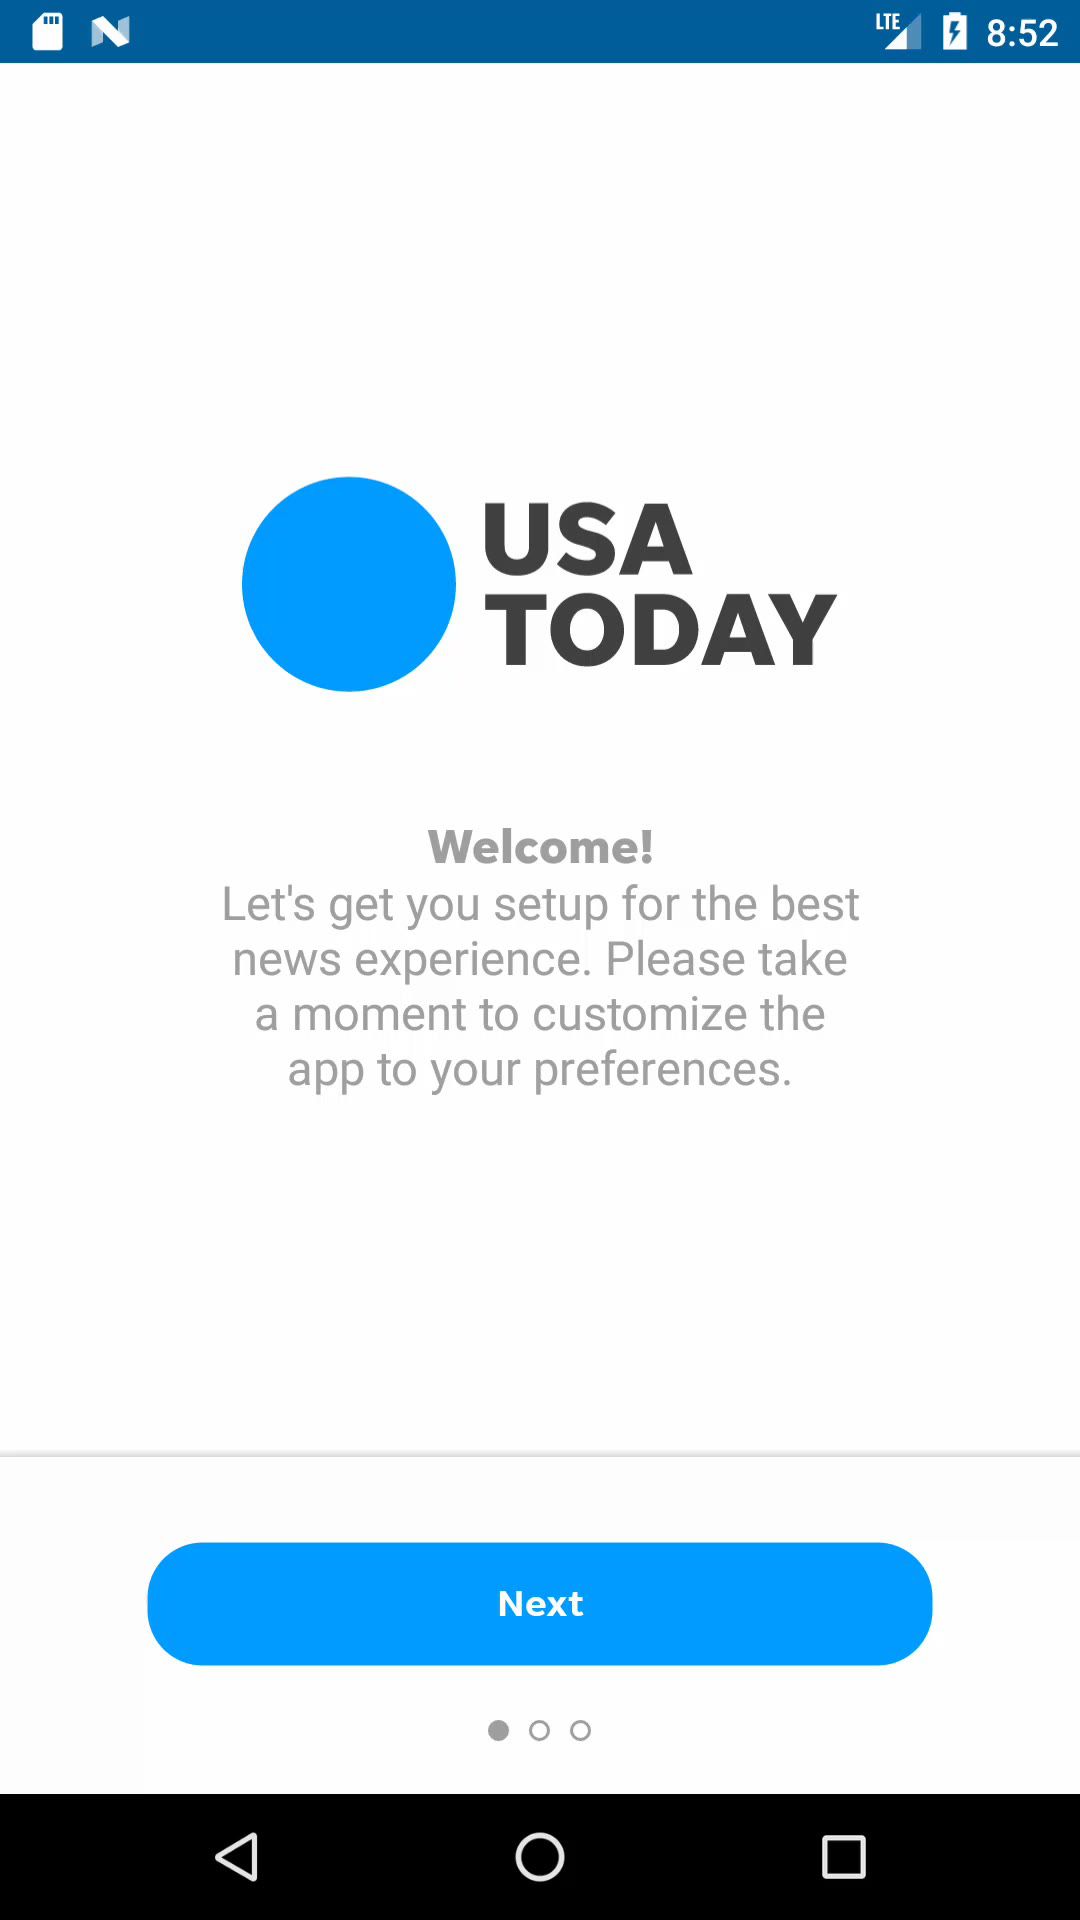 LTE 8:52
USA
TODAY
Welcome!
Let's get you setup for the best
news experience. Please take
a moment to customize the
app to your preferences.
Next